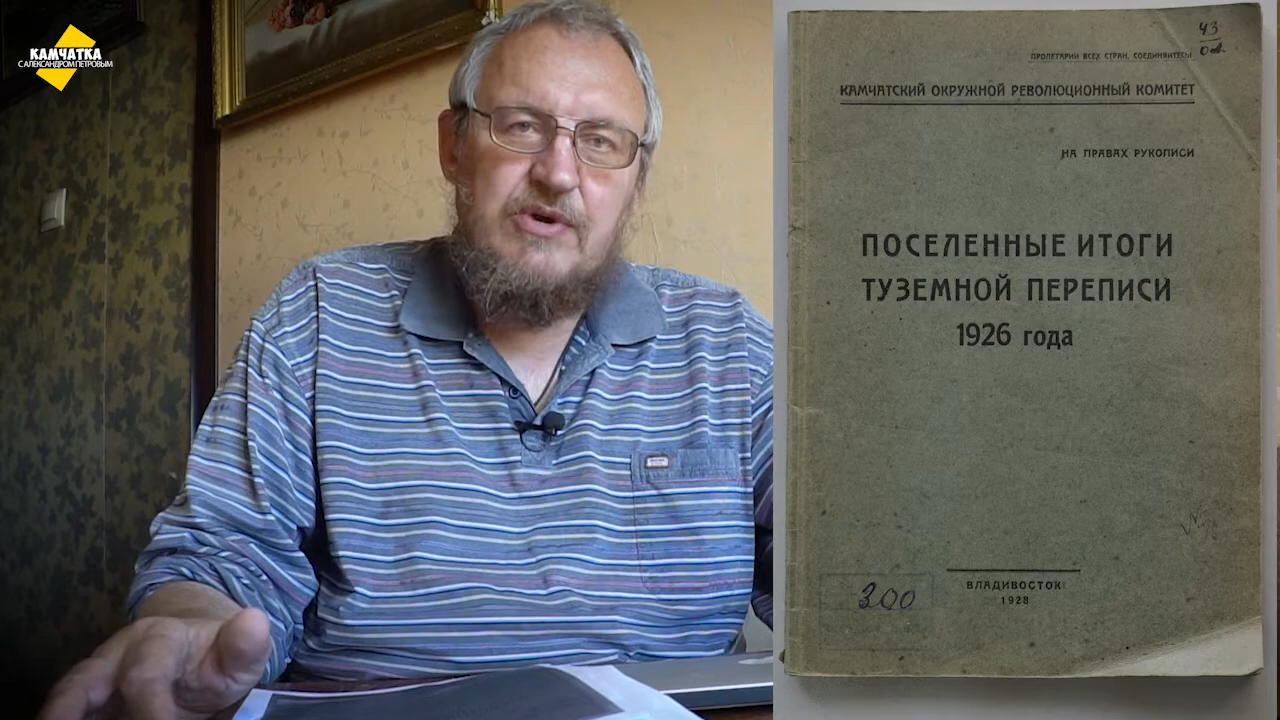 КАМЧАТКА
С АЛЕКСАНДРОМ ПЕТРОВЫМ
43
ПРОЛЕТАРИИ ВСЕХ СТРАН, СОЕДИНЯЙТЕСЬ
КАМЧАТСКИЙ ОКРУЖНОЙ РЕВОЛЮЦИОННЫЙ КОМИТЕТ
НА ПРАВАХ РУКОПИСИ
ПОСЕЛЕННЫЕ ИТОГИ
ТУЗЕМНОЙ ПЕРЕПИСИ
1926 года
300
ВЛАДИВОСТОК
1928